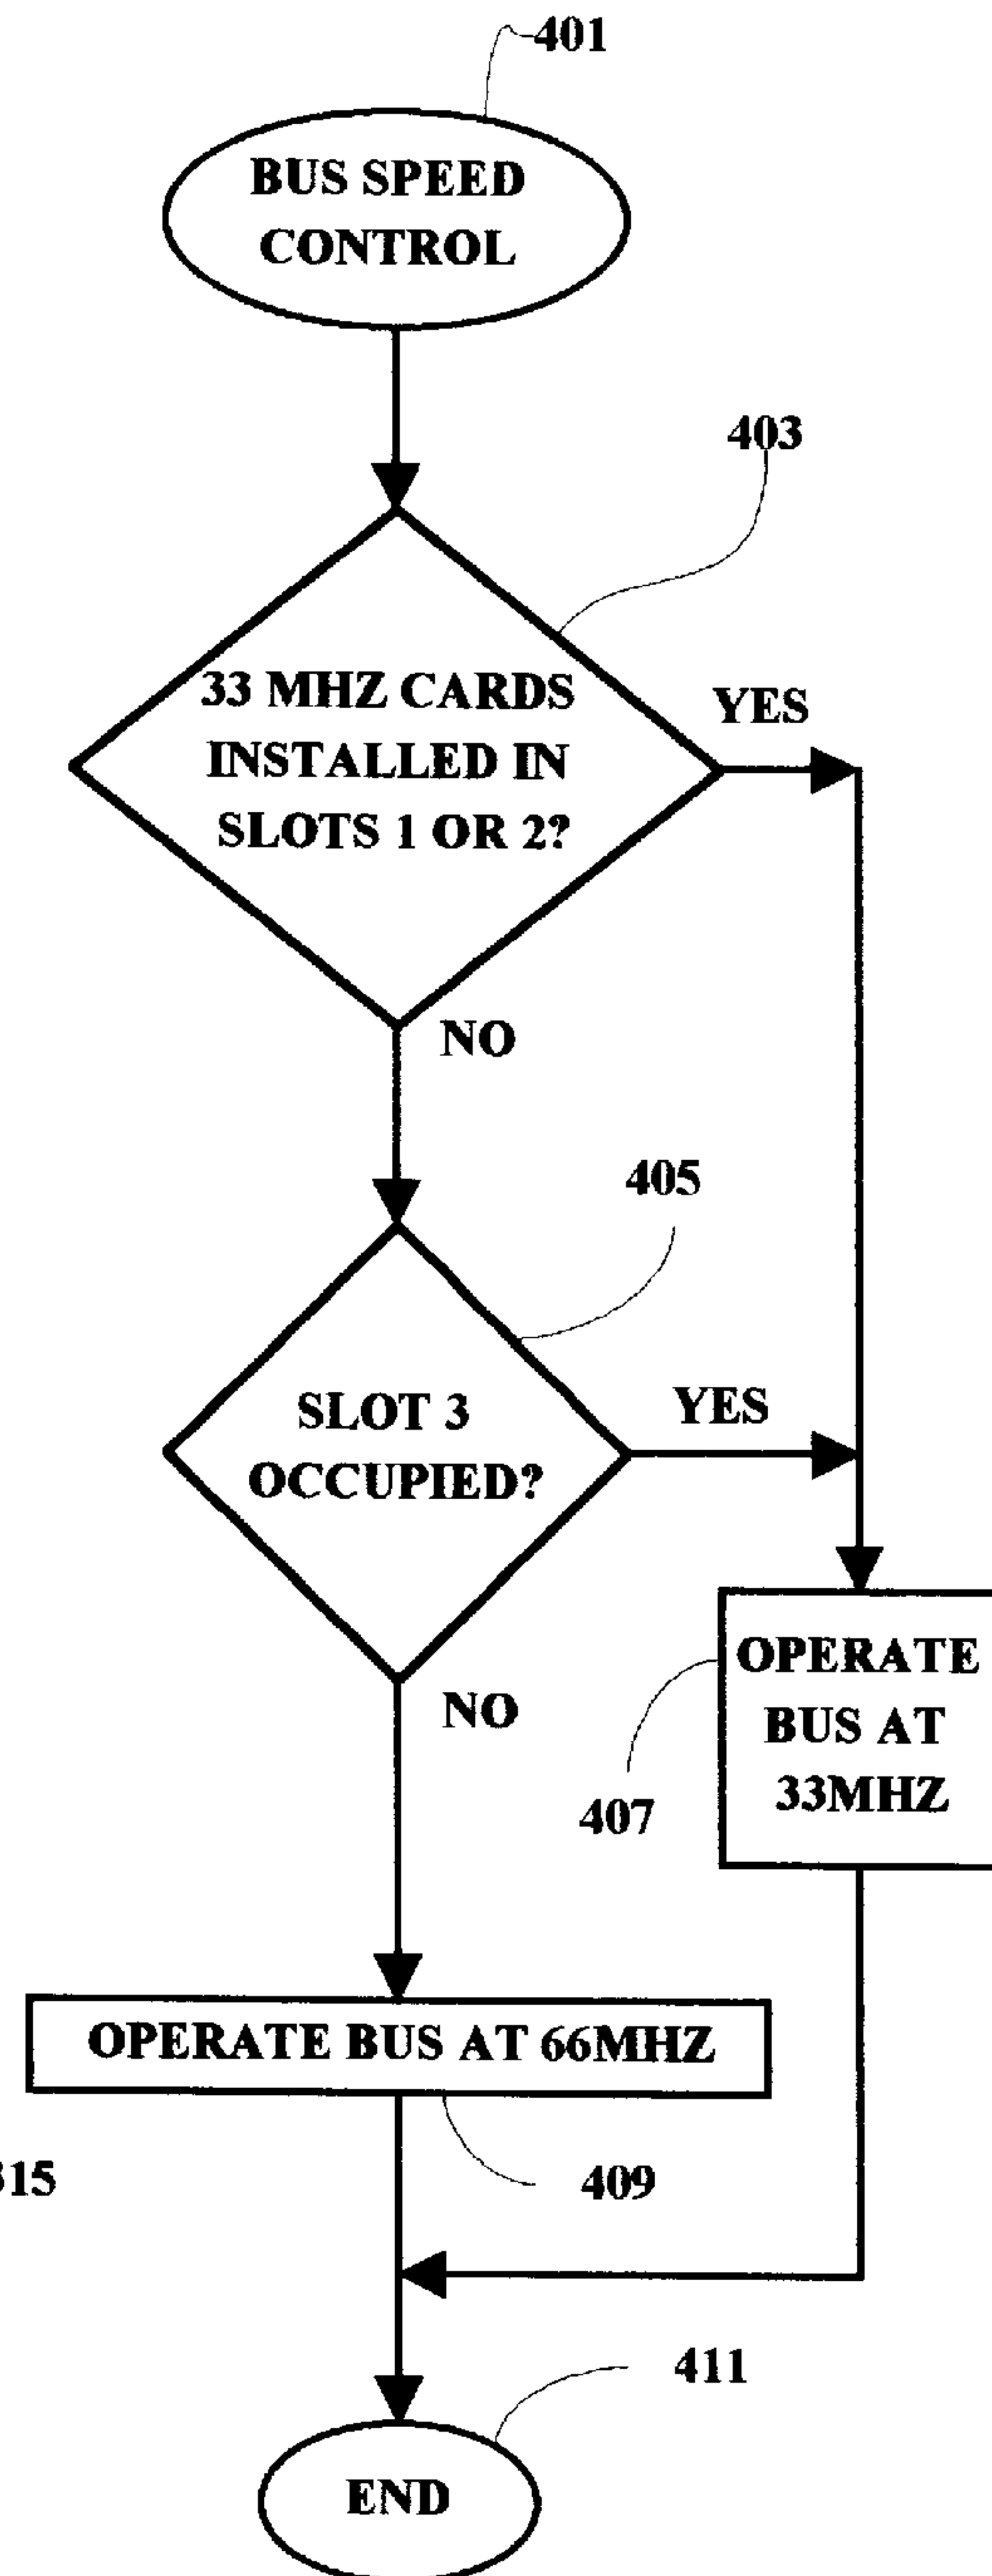 401
BUS SPEED
CONTROL
403
33 MHZ CARDS
INSTALLED IN
SLOTS 1 OR 2?
YES
NO
405
SLOT 3
OCCUPIED?
YES
NO
OPERATE
BUS AT
33MHZ
407
OPERATE BUS AT 66MHZ
315
409
411
END